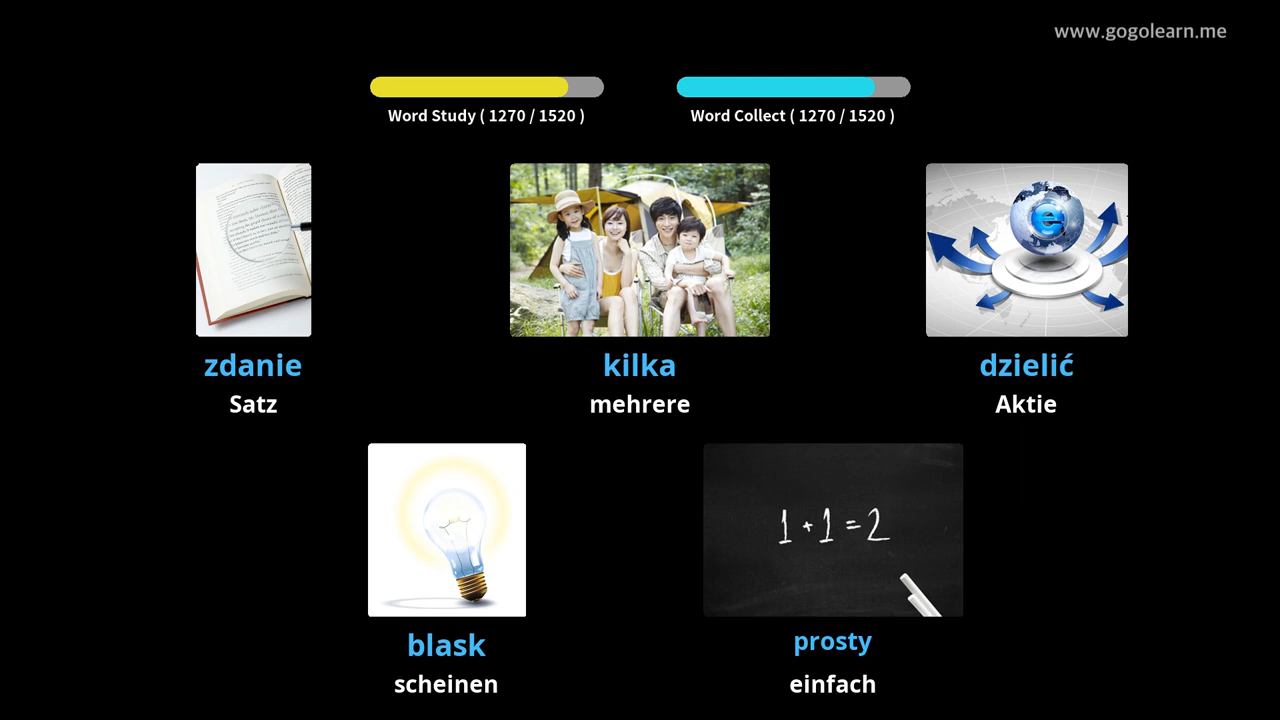 www.gogolearn.me
Word Study ( 1270 / 1520 )
Word Collect ( 1270 / 1520 )
zdanie
Satz
kilka
mehrere
dzielić
Aktie
e
1 + 1 = 2
blask
scheinen
prosty
einfach